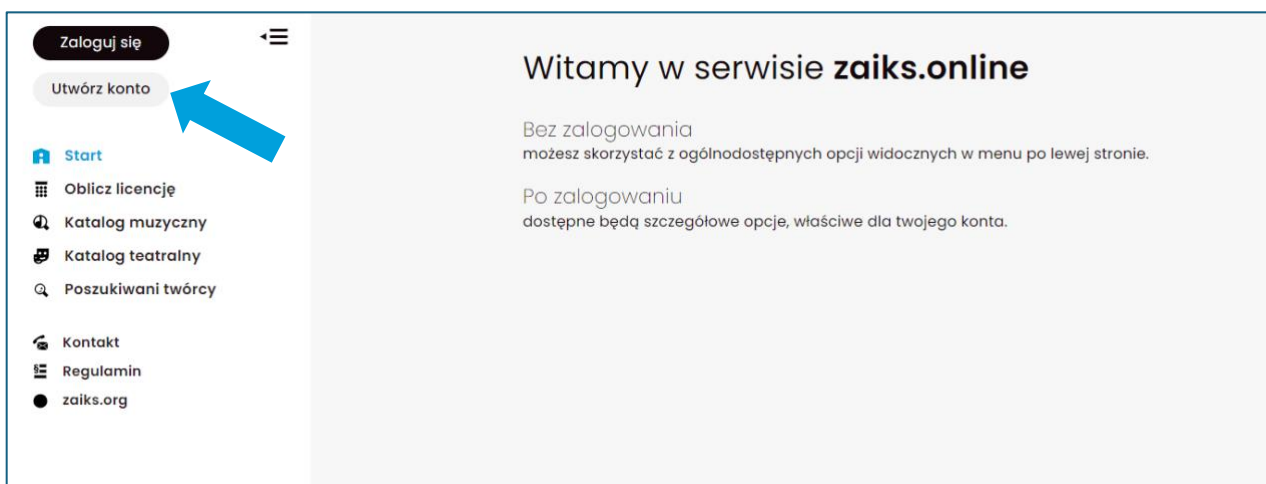 Zaloguj się
Utwórz konto
Start
Oblicz licencję
Katalog muzyczny
Katalog teatralny
Poszukiwani twórcy
Kontakt
Regulamin
zaiks.org
Witamy w serwisie zaiks.online
Bez zalogowania
możesz skorzystać z ogólnodostępnych opcji widocznych w menu po lewej stronie.
Po zalogowaniu
dostępne będą szczegółowe opcje, właściwe dla twojego konta.